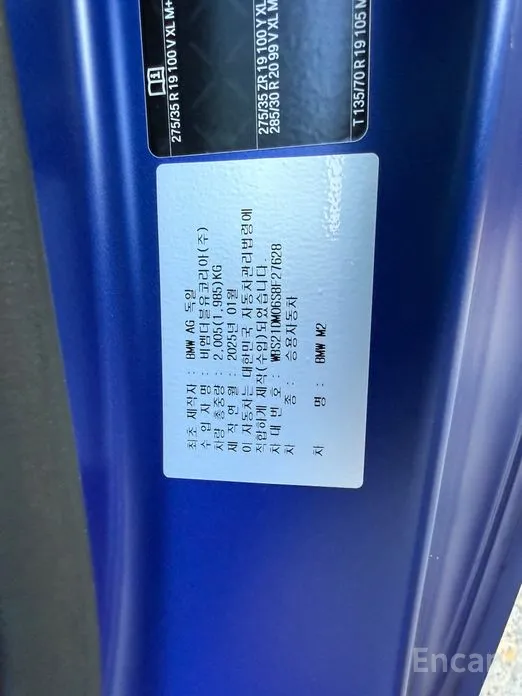 275/35 R 19 100 V XL M+
275/35 ZR 19 100 Y XL
285/30 R 20 99 V XL M
T 135/70 R 19 105 M
최초 제작자 : BMW AG 독일
수입 자명 : 비엠더블유코리아(주)
차량 총중량 : 2,005(1,985)KG
제작연월 : 2025년 01월
이 자동차는 대한민국 자동차관리법령에
적합하게 제작(수입)되었습니다.
차대번호 : WBS21DM06S8F27628
차종 : 승용자동차
차명 : BMW M2
Encar